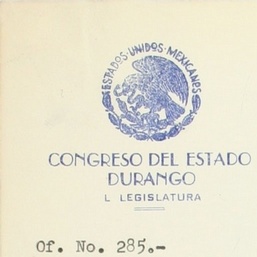 ESTADOS UNIDOS MEXICANOS
CONGRESO DEL ESTADO
DURANGO
L LEGISLATURA
Of. No. 285.-